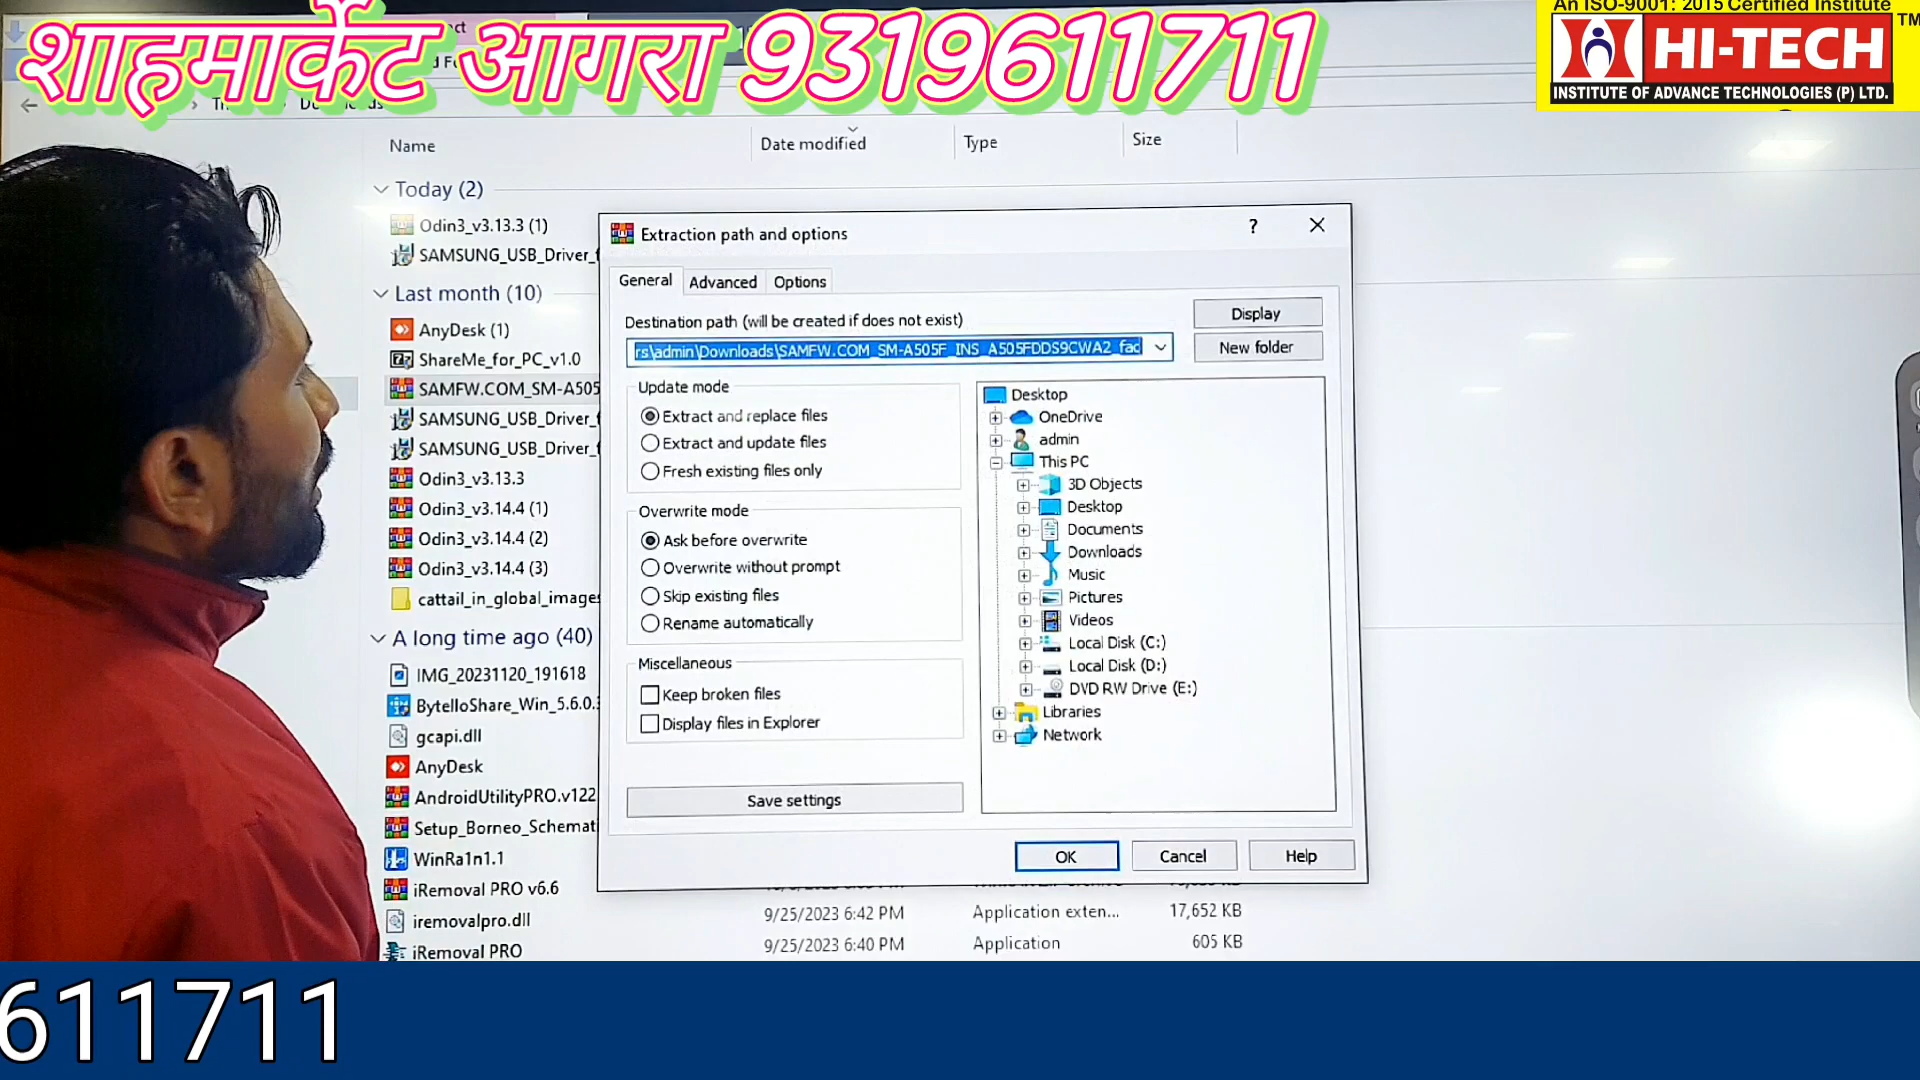 शाहमार्केट आगरा 9319611711
An ISO-9001: 2015 Certified Institute
TM
HI-TECH
INSTITUTE OF ADVANCE TECHNOLOGIES (P) LTD.
Name
Date modified
Type
Size
Today (2)
Odin3_v3.13.3 (1)
SAMSUNG_USB_Driver_f
Last month (10)
AnyDesk (1)
ShareMe_for_PC_v1.0
SAMFW.COM_SM-A505
SAMSUNG_USB_Driver_f
SAMSUNG_USB_Driver_f
Odin3_v3.13.3
Odin3_v3.14.4 (1)
Odin3_v3.14.4 (2)
Odin3_v3.14.4 (3)
cattail_in_global_images
A long time ago (40)
IMG_20231120_191618
BytelloShare_Win_5.6.0.
gcapi.dll
AnyDesk
AndroidUtilityPRO.v122
Setup_Borneo_Schemati
WinRa1n1.1
iRemoval PRO v6.6
iremovalpro.dll
9/25/2023 6:42 PM
Application exten...
17,652 KB
iRemoval PRO
9/25/2023 6:40 PM
Application
605 KB
Extraction path and options
?
General
Advanced
Options
Destination path (will be created if does not exist)
rs\admin\Downloads\SAMFW.COM_SM-A505F_INS_A505FDDS9CWA2_fac
Display
New folder
Update mode
Extract and replace files
Extract and update files
Fresh existing files only
Overwrite mode
Ask before overwrite
Overwrite without prompt
Skip existing files
Rename automatically
Miscellaneous
Keep broken files
Display files in Explorer
Save settings
Desktop
OneDrive
admin
This PC
3D Objects
Desktop
Documents
Downloads
Music
Pictures
Videos
Local Disk (C:)
Local Disk (D:)
DVD RW Drive (E:)
Libraries
Network
OK
Cancel
Help
611711